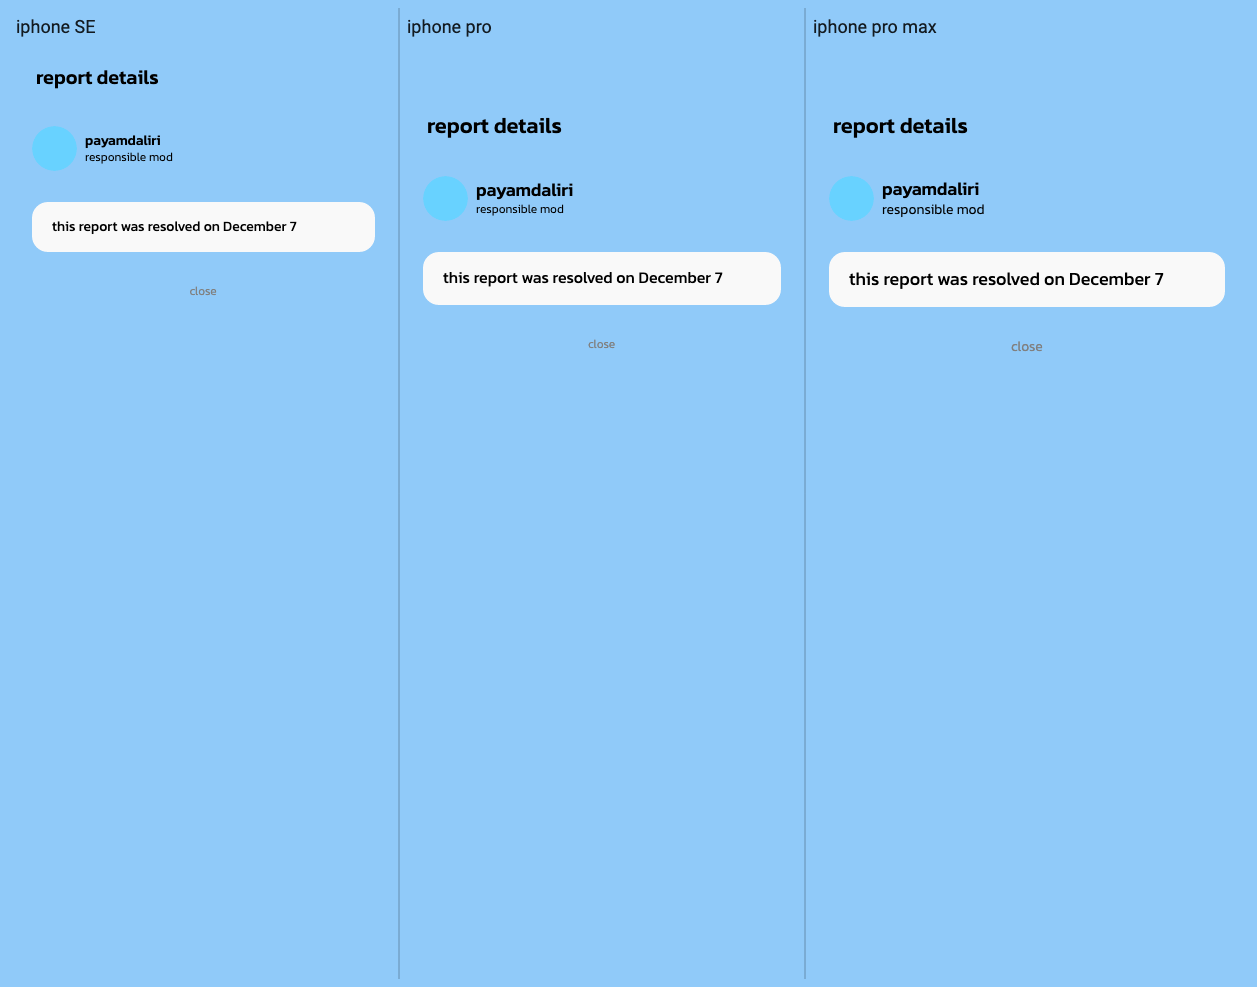 iphone SE
report details
payamdaliri
responsible mod
this report was resolved on December 7
close
iphone pro
report details
payamdaliri
responsible mod
this report was resolved on December 7
close
iphone pro max
report details
payamdaliri
responsible mod
this report was resolved on December 7
close